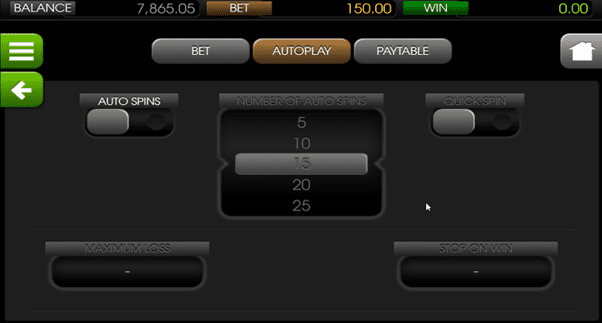 BALANCE 7,865.05 BET 150.00 WIN 0.00
BET AUTOPLAY PAYTABLE
AUTO SPINS NUMBER OF AUTO SPINS QUICK SPIN
5
10
15
20
25
MAXIMUM LOSS STOP ON WIN
- -